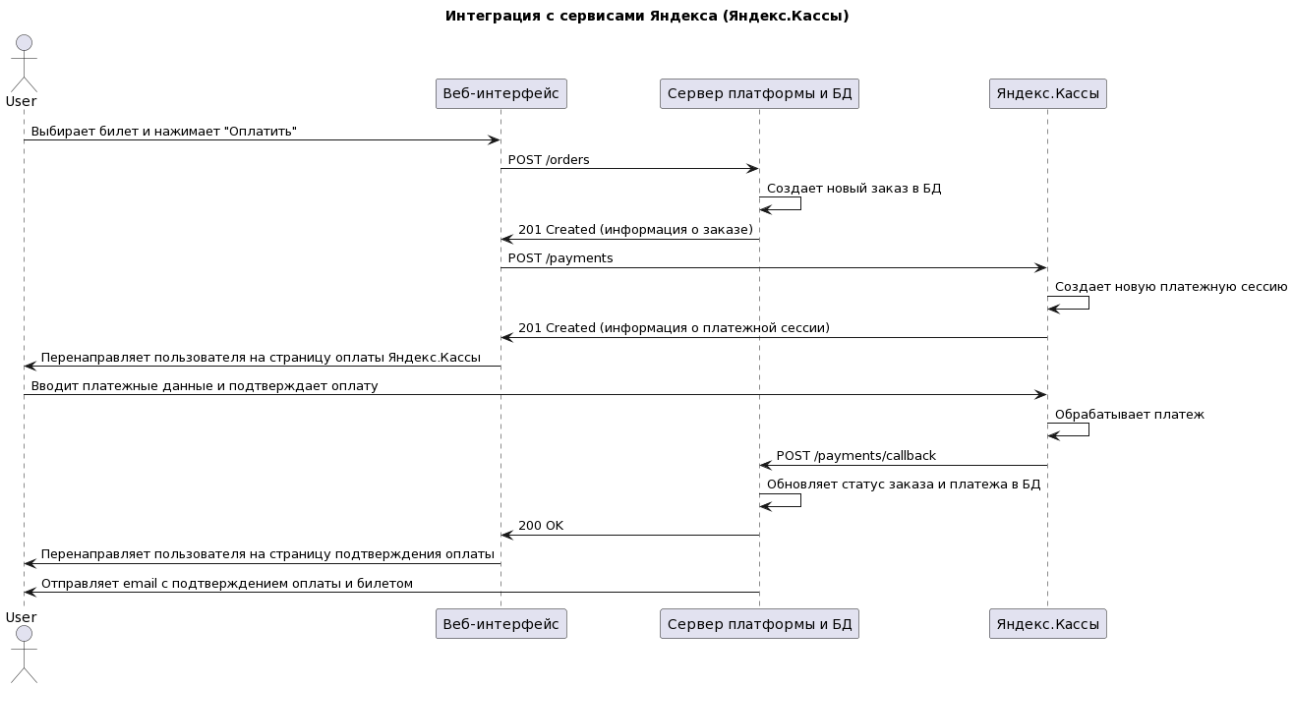 Интеграция с сервисами Яндекса (Яндекс.Кассы)
User
Веб-интерфейс
Сервер платформы и БД
Яндекс.Кассы
Выбирает билет и нажимает "Оплатить"
POST /orders
Создает новый заказ в БД
201 Created (информация о заказе)
POST /payments
Создает новую платежную сессию
201 Created (информация о платежной сессии)
Перенаправляет пользователя на страницу оплаты Яндекс.Кассы
Вводит платежные данные и подтверждает оплату
Обрабатывает платеж
POST /payments/callback
Обновляет статус заказа и платежа в БД
200 OK
Перенаправляет пользователя на страницу подтверждения оплаты
Отправляет email с подтверждением оплаты и билетом
User
Веб-интерфейс
Сервер платформы и БД
Яндекс.Кассы